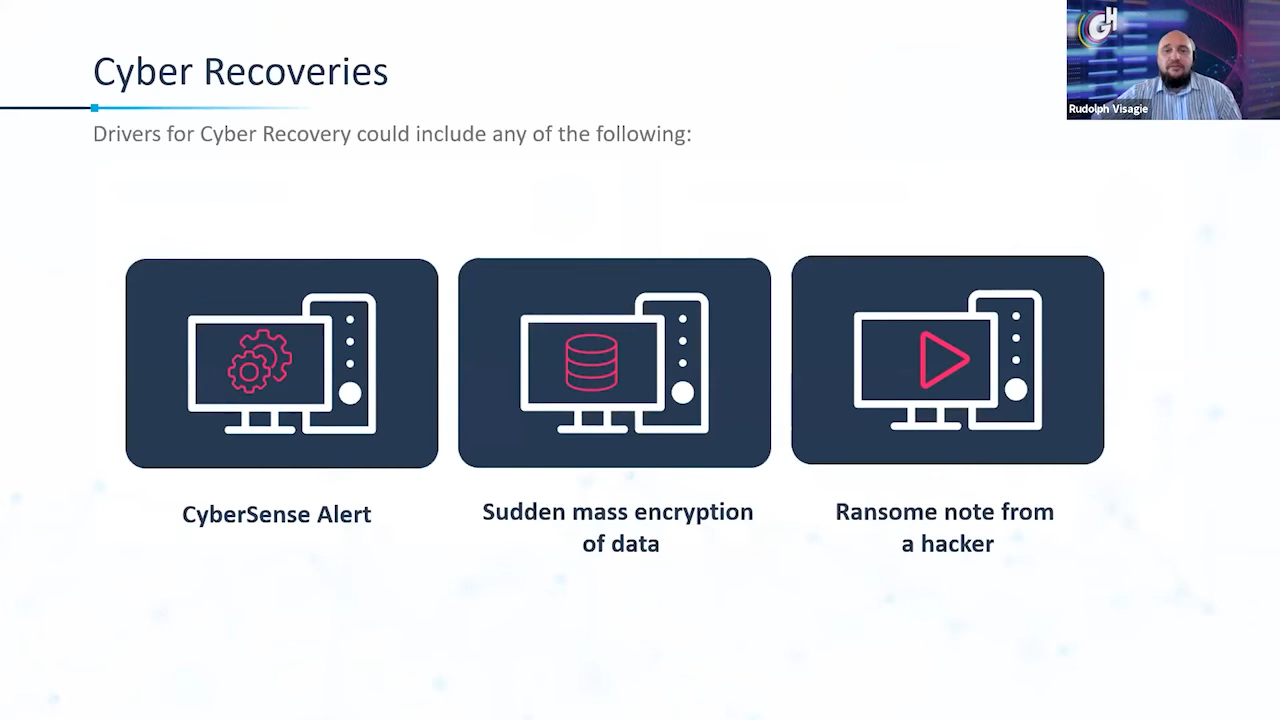 Cyber Recoveries
Drivers for Cyber Recovery could include any of the following:
GH
Rudolph Visagie
CyberSense Alert
Sudden mass encryption
of data
Ransome note from
a hacker